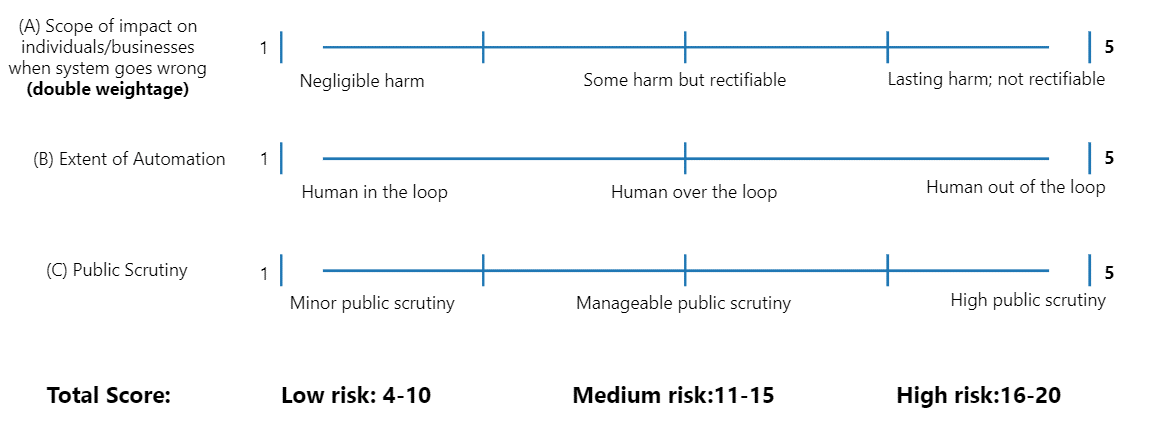 (A) Scope of impact on
individuals/businesses
when system goes wrong
(double weightage)
1
5
Negligible harm
Some harm but rectifiable
Lasting harm; not rectifiable
(B) Extent of Automation
1
5
Human in the loop
Human over the loop
Human out of the loop
(C) Public Scrutiny
1
5
Minor public scrutiny
Manageable public scrutiny
High public scrutiny
Total Score:
Low risk: 4-10
Medium risk:11-15
High risk:16-20